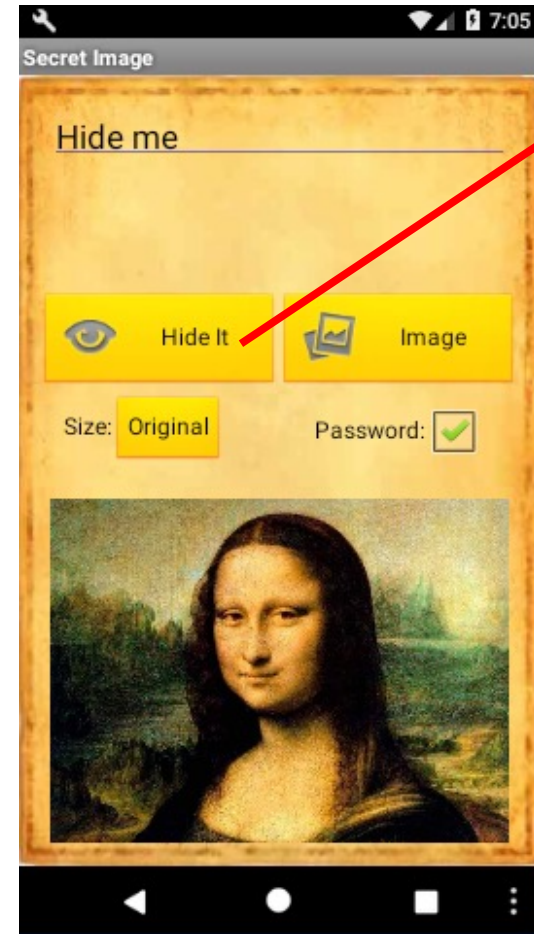 7:05
Secret Image
Hide me
Hide It Image
Size: Original Password: